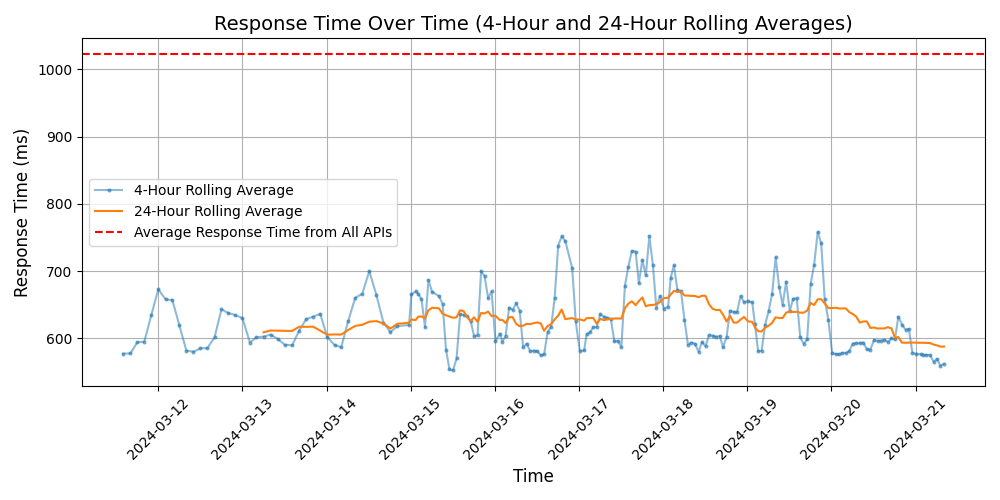 Response Time Over Time (4-Hour and 24-Hour Rolling Averages)
Response Time (ms)
1000
900
800
700
600
4-Hour Rolling Average
24-Hour Rolling Average
Average Response Time from All APIs
2024-03-12
2024-03-13
2024-03-14
2024-03-15
2024-03-16
2024-03-17
2024-03-18
2024-03-19
2024-03-20
2024-03-21
Time